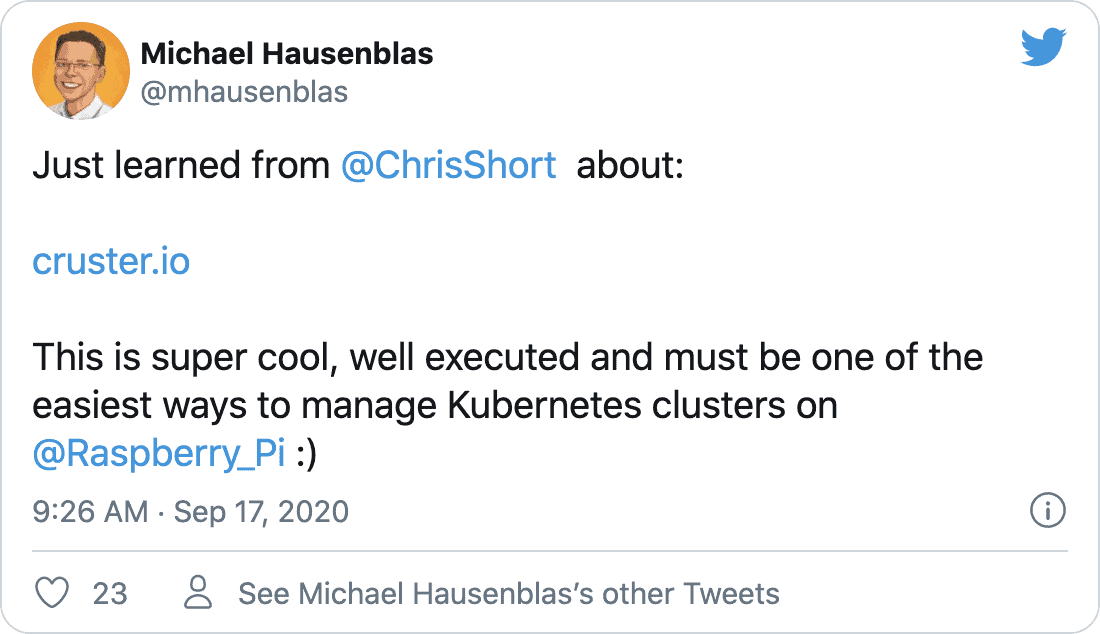 Michael Hausenblas
@mhausenblas
Just learned from @ChrisShort about:
cruster.io
This is super cool, well executed and must be one of the
easiest ways to manage Kubernetes clusters on
@Raspberry_Pi :)
9:26 AM · Sep 17, 2020
23 See Michael Hausenblas’s other Tweets